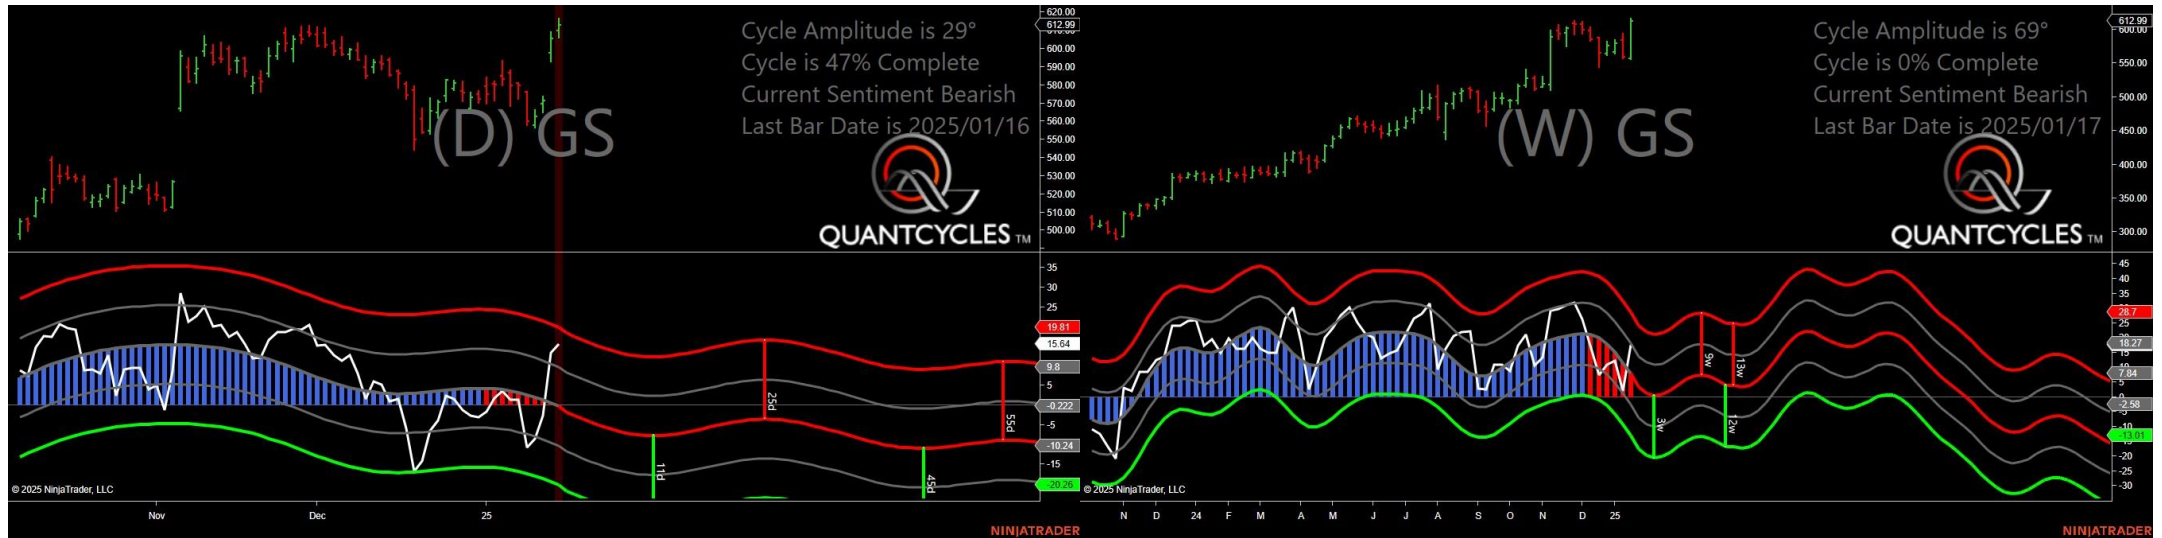 Cycle Amplitude is 29°
Cycle is 47% Complete
Current Sentiment Bearish
Last Bar Date is 2025/01/16
(D) GS
QUANTCYCLES TM
620.00
612.99
600.00
590.00
580.00
570.00
560.00
550.00
540.00
530.00
520.00
510.00
500.00
35
30
25
19.81
15.64
9.8
5
-0.222
-5
-10.24
-15
-20.26
11d
25d
45d
55d
© 2025 NinjaTrader, LLC
Nov
Dec
25
NINJATRADER
Cycle Amplitude is 69°
Cycle is 0% Complete
Current Sentiment Bearish
Last Bar Date is 2025/01/17
(W) GS
QUANTCYCLES TM
612.99
600.00
550.00
500.00
450.00
400.00
350.00
300.00
45
40
35
28.7
25
18.27
15
7.84
5
-2.58
-10
-13.01
-20
-25
-30
3w
9w
12w
13w
© 2025 NinjaTrader, LLC
N D 24 F M A M J J A S O N D 25
NINJATRADER